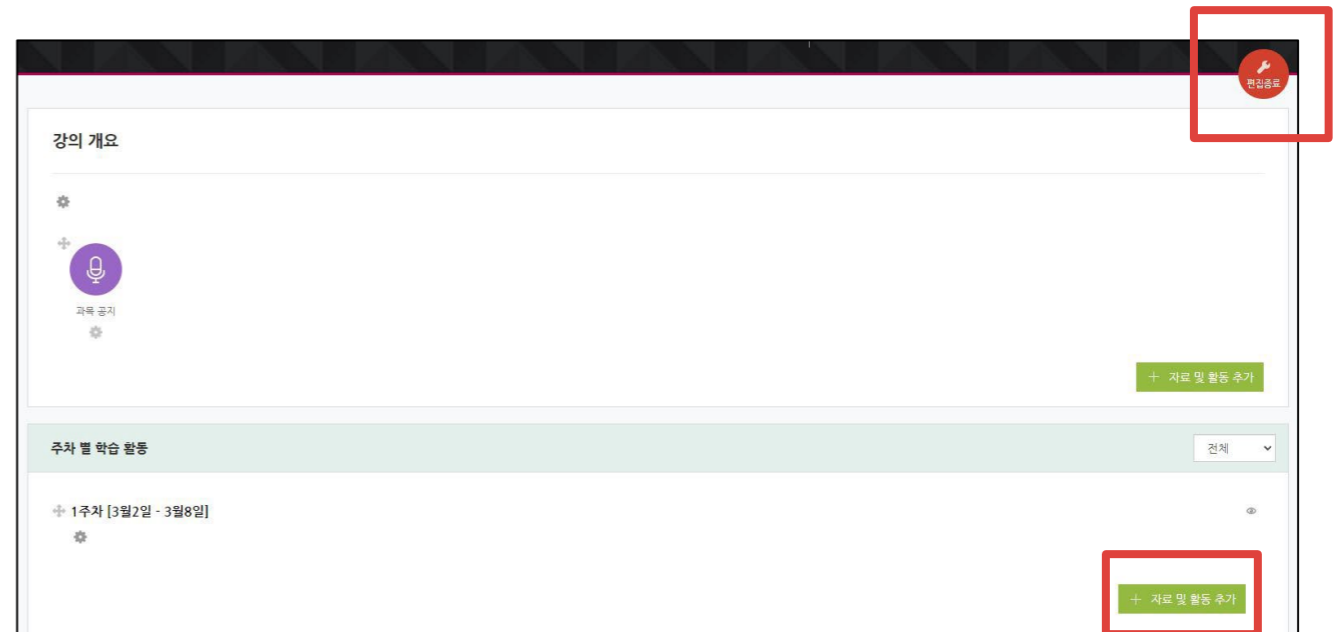 편집종료
강의 개요
과목 공지
+ 자료 및 활동 추가
주차 별 학습 활동
전체
1주차 [3월2일 - 3월8일]
+ 자료 및 활동 추가